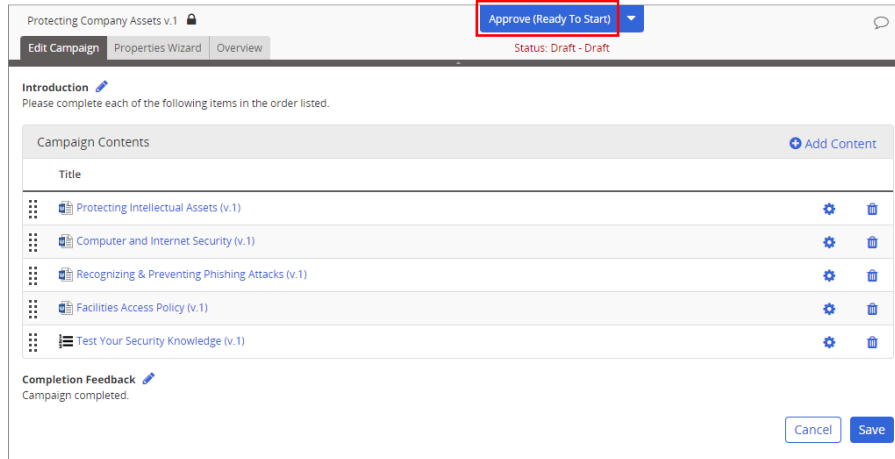 Protecting Company Assets v.1
Approve (Ready To Start)
Edit Campaign
Properties Wizard
Overview
Status: Draft - Draft
Introduction
Please complete each of the following items in the order listed.
Campaign Contents
Add Content
Title
Protecting Intellectual Assets (v.1)
Computer and Internet Security (v.1)
Recognizing & Preventing Phishing Attacks (v.1)
Facilities Access Policy (v.1)
Test Your Security Knowledge (v.1)
Completion Feedback
Campaign completed.
Cancel
Save